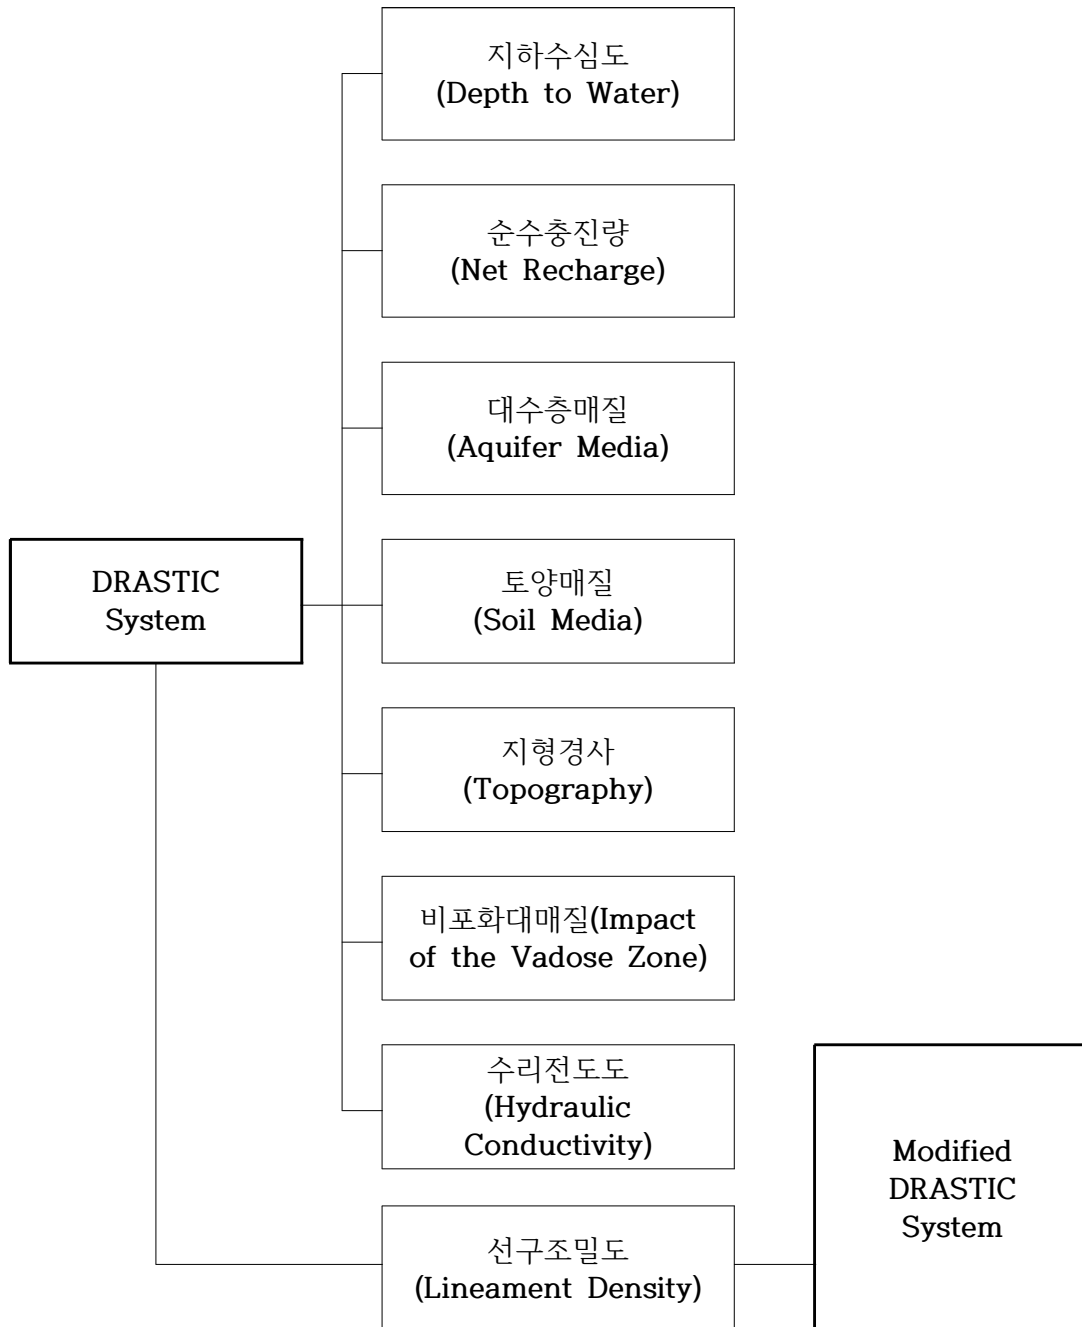 지하수심도
(Depth to Water)
순수충진량
(Net Recharge)
대수층매질
(Aquifer Media)
DRASTIC
System
토양매질
(Soil Media)
지형경사
(Topography)
비포화대매질(Impact
of the Vadose Zone)
수리전도도
(Hydraulic
Conductivity)
선구조밀도
(Lineament Density)
Modified
DRASTIC
System